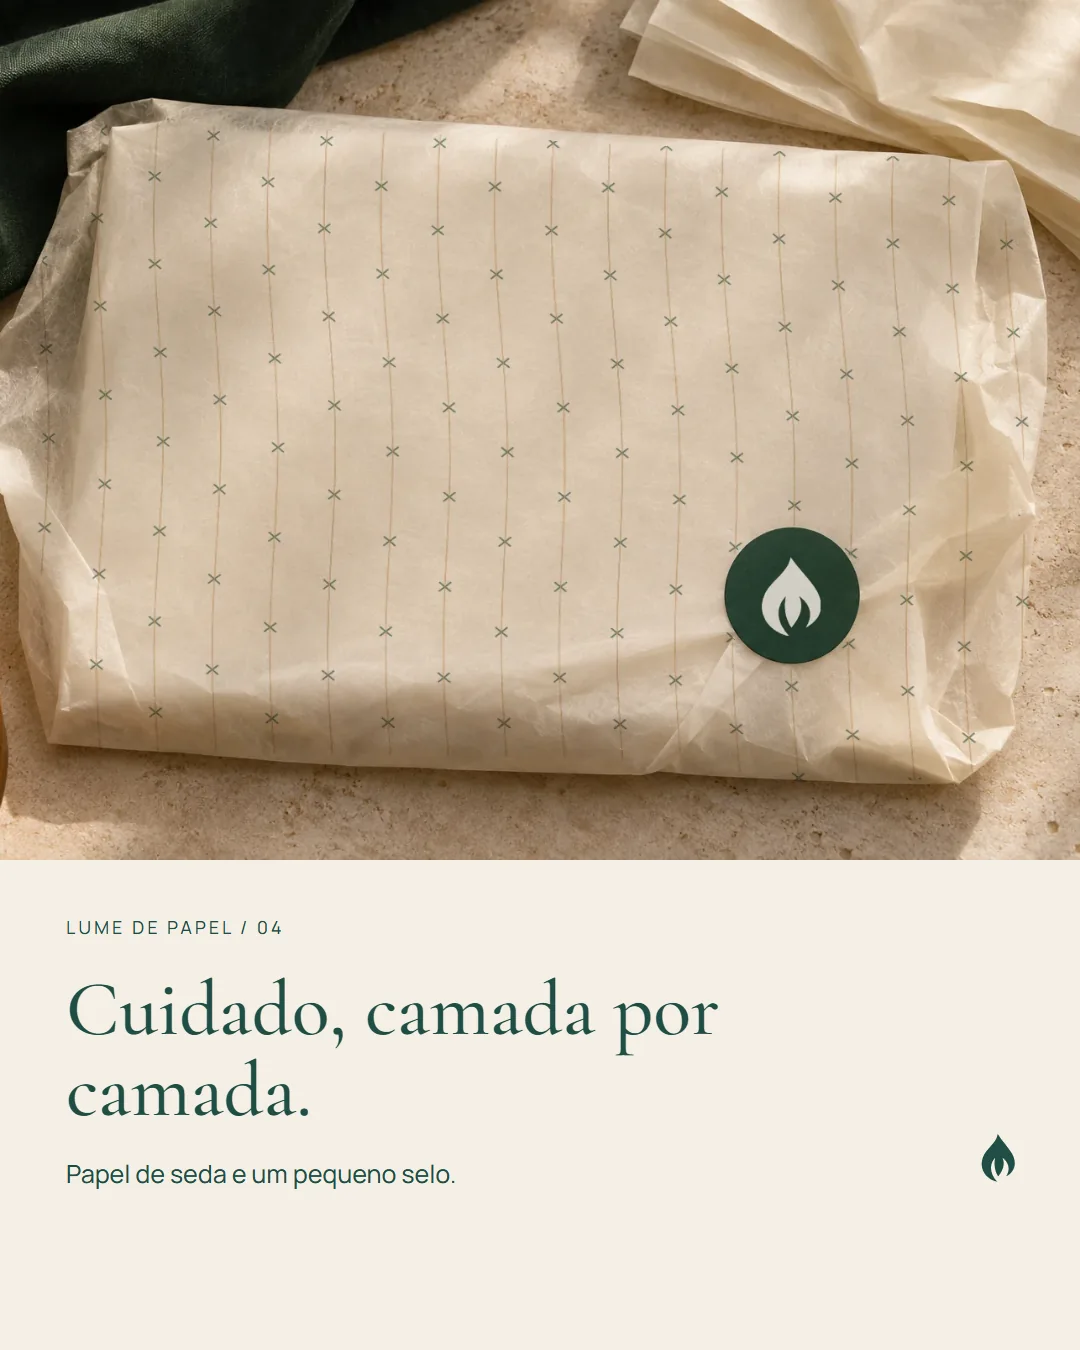 LUME DE PAPEL / 04
Cuidado, camada por
camada.
Papel de seda e um pequeno selo.